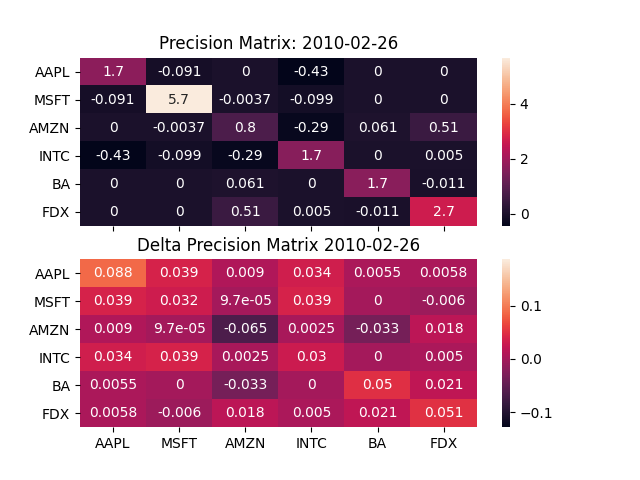 Precision Matrix: 2010-02-26
AAPL 1.7 -0.091 0 -0.43 0 0
MSFT -0.091 5.7 -0.0037 -0.099 0 0
AMZN 0 -0.0037 0.8 -0.29 0.061 0.51
INTC -0.43 -0.099 -0.29 1.7 0 0.005
BA 0 0 0.061 0 1.7 -0.011
FDX 0 0 0.51 0.005 -0.011 2.7
4
2
0
Delta Precision Matrix 2010-02-26
AAPL 0.088 0.039 0.009 0.034 0.0055 0.0058
MSFT 0.039 0.032 9.7e-05 0.039 0 -0.006
AMZN 0.009 9.7e-05 -0.065 0.0025 -0.033 0.018
INTC 0.034 0.039 0.0025 0.03 0 0.005
BA 0.0055 0 -0.033 0 0.05 0.021
FDX 0.0058 -0.006 0.018 0.005 0.021 0.051
AAPL MSFT AMZN INTC BA FDX
0.1
0.0
−0.1